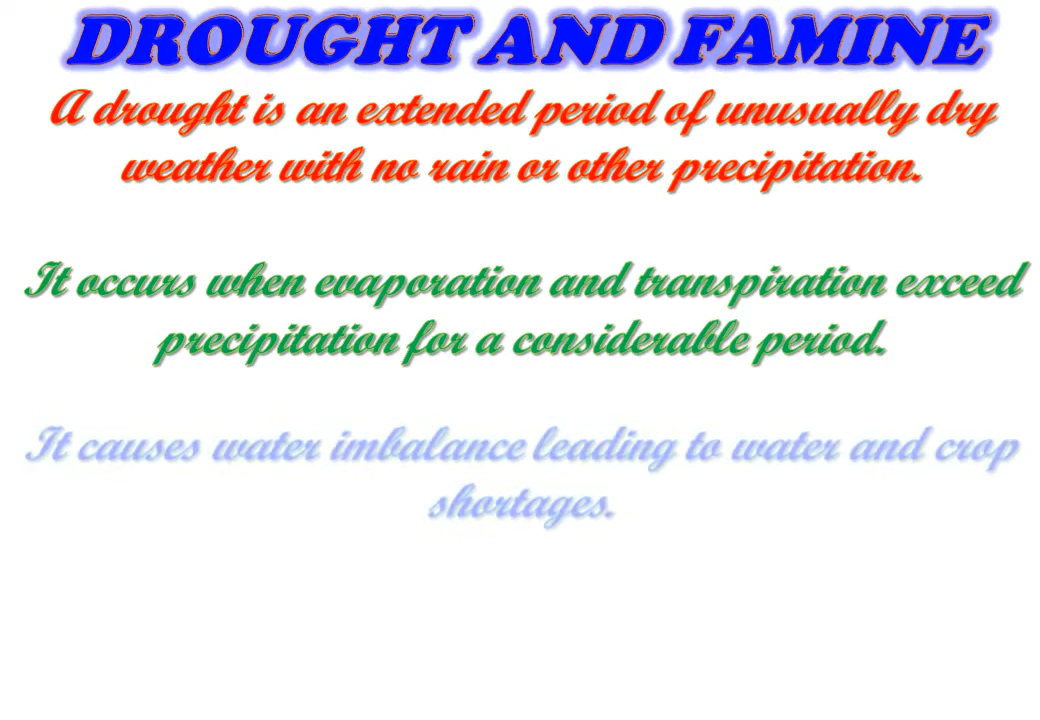 DROUGHT AND FAMINE
A drought is an extended period of unusually dry
weather with no rain or other precipitation.
It occurs when evaporation and transpiration exceed
precipitation for a considerable period.
It causes water imbalance leading to water and crop
shortages.